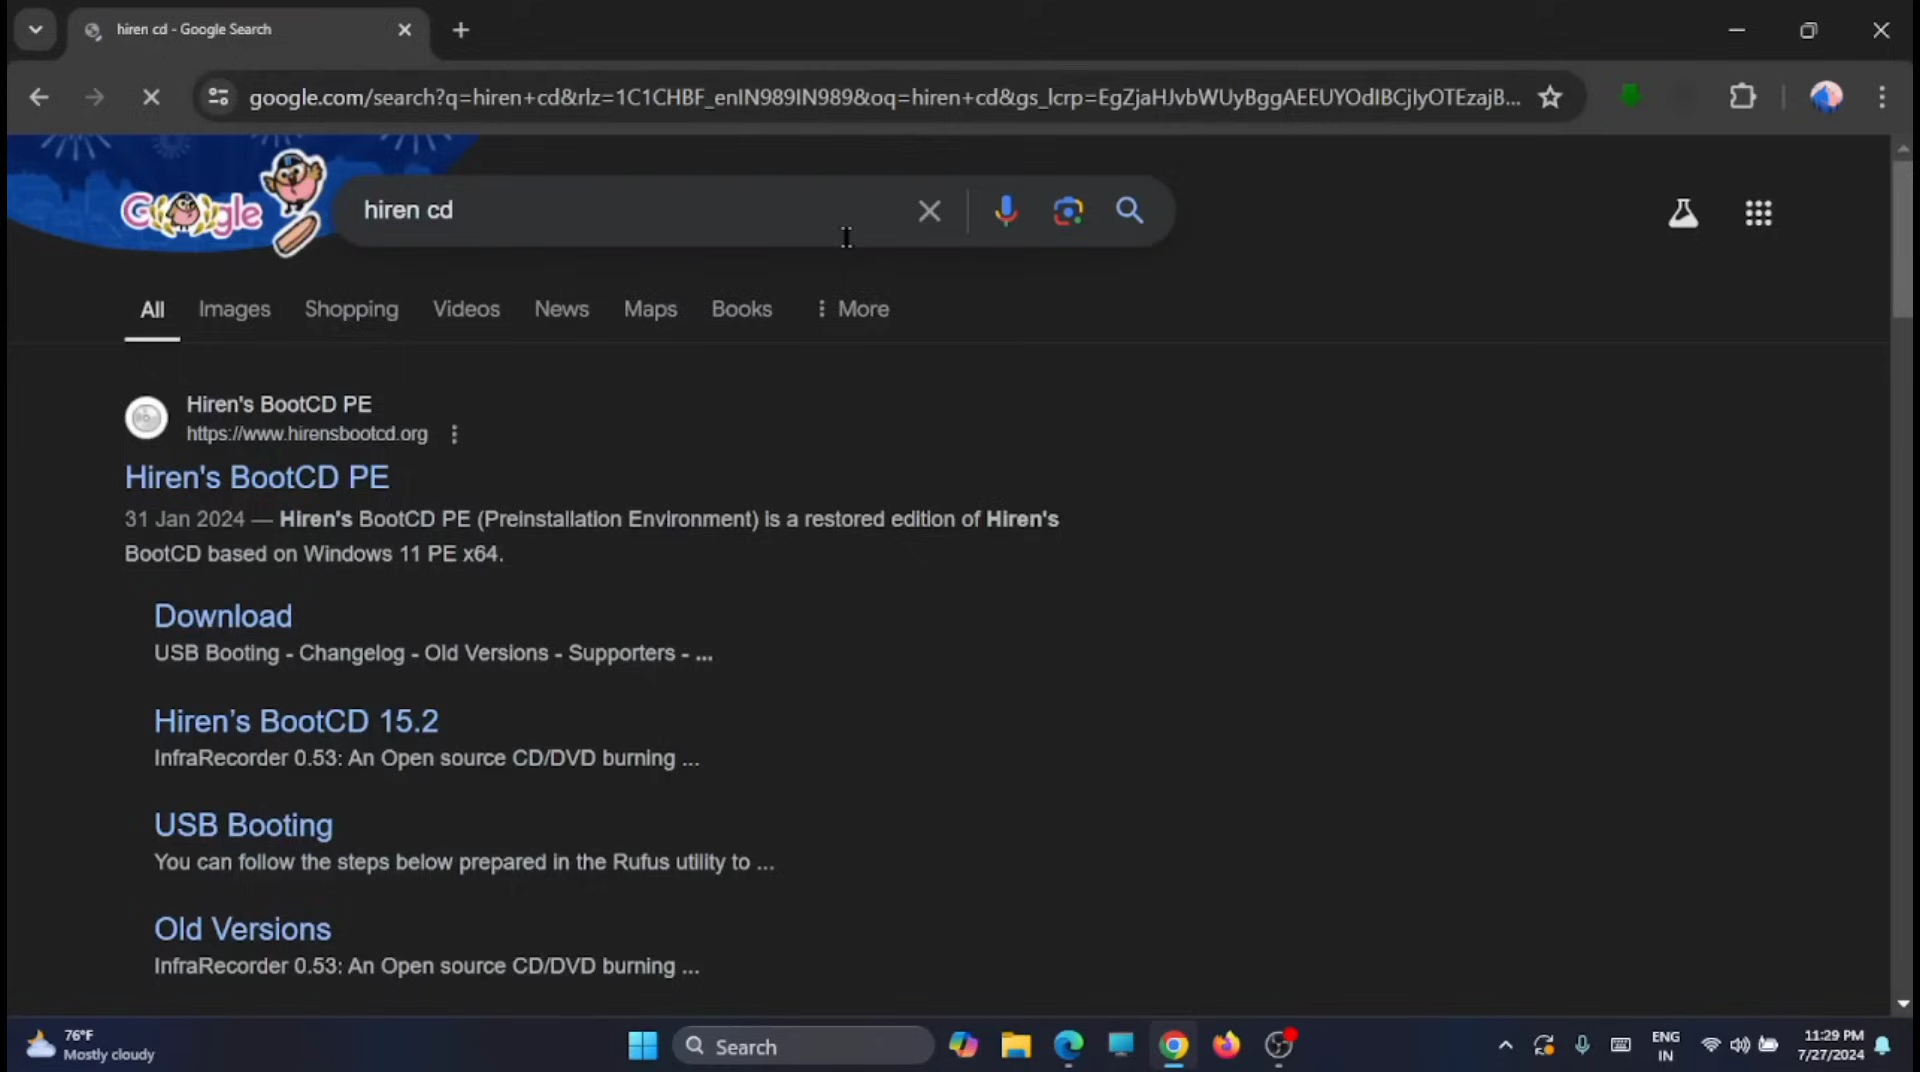 hiren cd - Google Search
google.com/search?q=hiren+cd&rlz=1C1CHBF_enIN989IN989&oq=hiren+cd&gs_lcrp=EgZjaHJvbWUyBggAEEUYOdIBCjIyOTEzajB...
Google
hiren cd
All Images Shopping Videos News Maps Books More
Hiren's BootCD PE
https://www.hirensbootcd.org
Hiren's BootCD PE
31 Jan 2024 — Hiren's BootCD PE (Preinstallation Environment) is a restored edition of Hiren's
BootCD based on Windows 11 PE x64.
Download
USB Booting - Changelog - Old Versions - Supporters - ...
Hiren’s BootCD 15.2
InfraRecorder 0.53: An Open source CD/DVD burning ...
USB Booting
You can follow the steps below prepared in the Rufus utility to ...
Old Versions
InfraRecorder 0.53: An Open source CD/DVD burning ...
76°F
Mostly cloudy
Search
ENG
IN
11:29 PM
7/27/2024